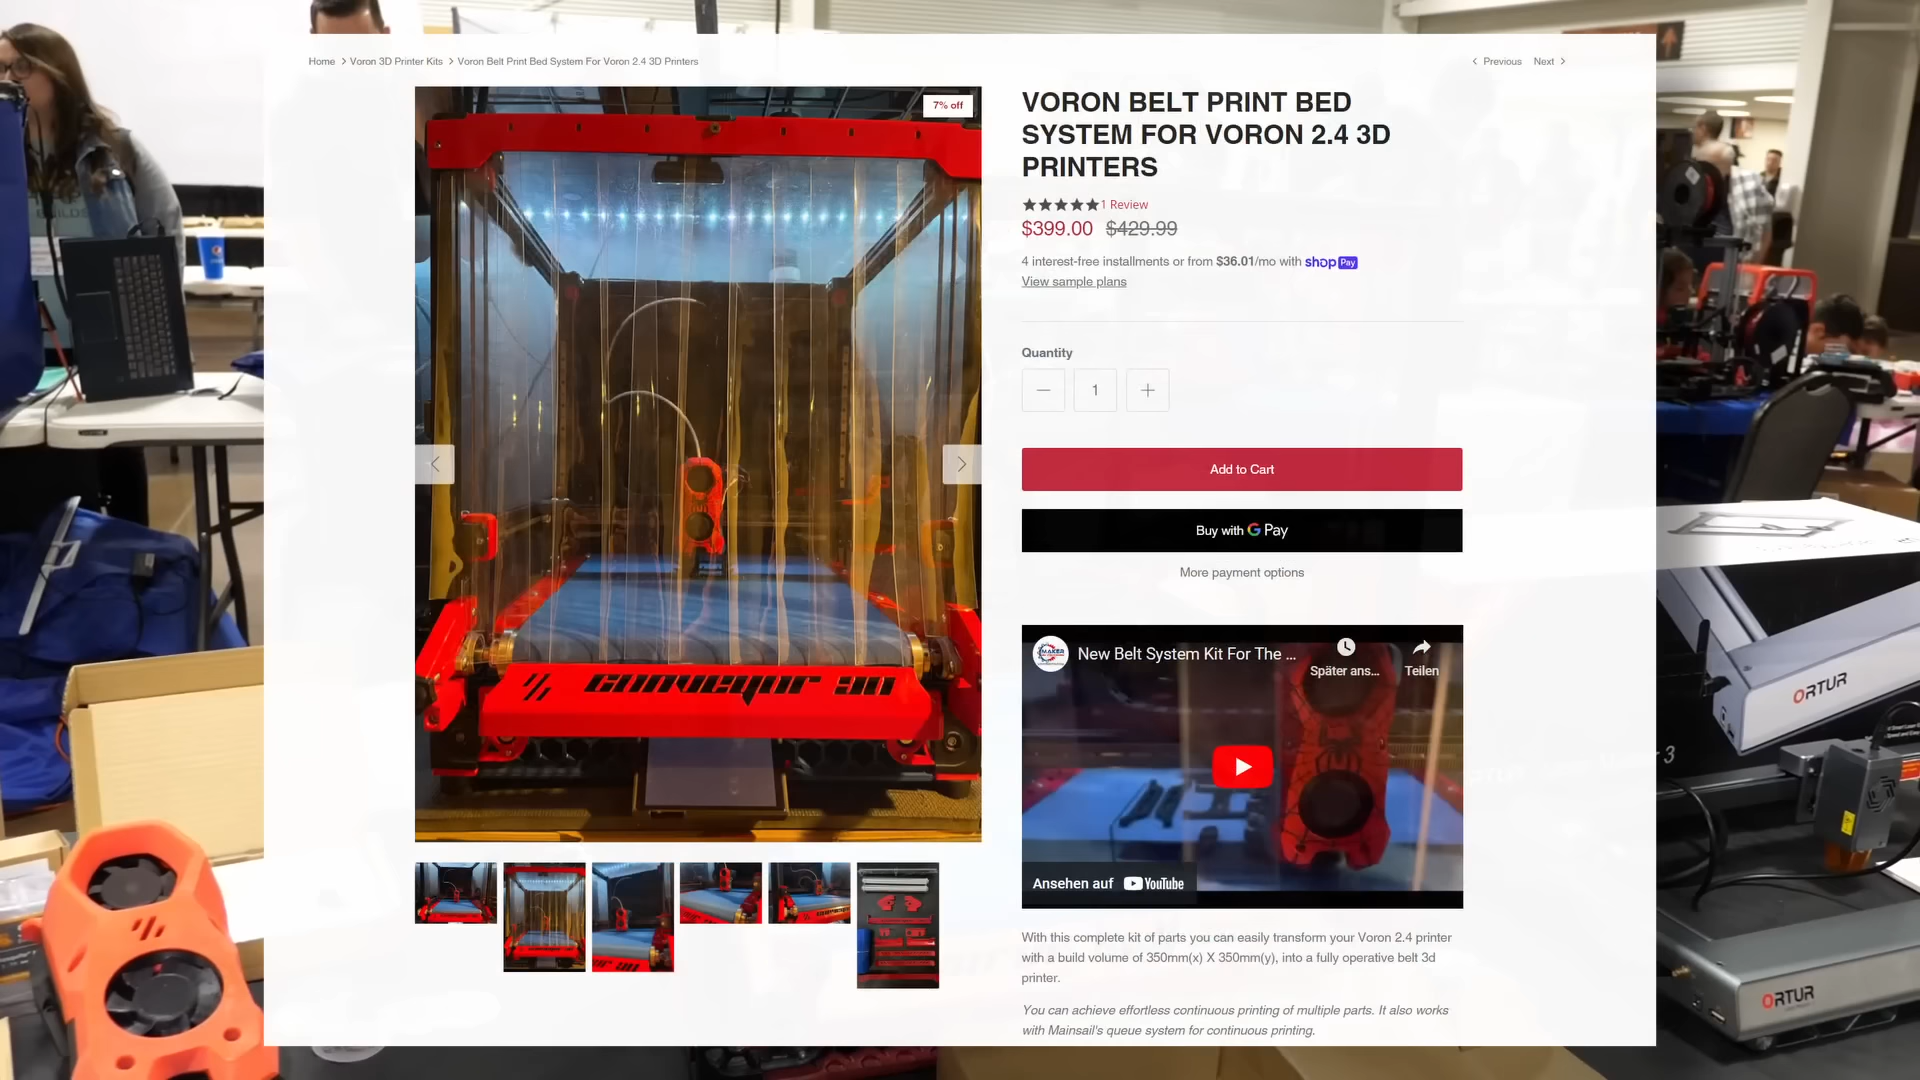 Home > Voron 3D Printer Kits > Voron Belt Print Bed System For Voron 2.4 3D Printers
< Previous Next >
7% off
VORON BELT PRINT BED
SYSTEM FOR VORON 2.4 3D
PRINTERS
★★★★★ 1 Review
$399.00 $429.99
4 interest-free installments or from $36.01/mo with shop Pay
View sample plans
Quantity
1
Add to Cart
Buy with G Pay
More payment options
MAKER
New Belt System Kit For The ...
Später ans...
Teilen
Ansehen auf YouTube
With this complete kit of parts you can easily transform your Voron 2.4 printer
with a build volume of 350mm(x) X 350mm(y), into a fully operative belt 3d
printer.
You can achieve effortless continuous printing of multiple parts. It also works
with Mainsail's queue system for continuous printing.
CONVEYOR 3D
BUILDS
ORTUR
3
ORTUR